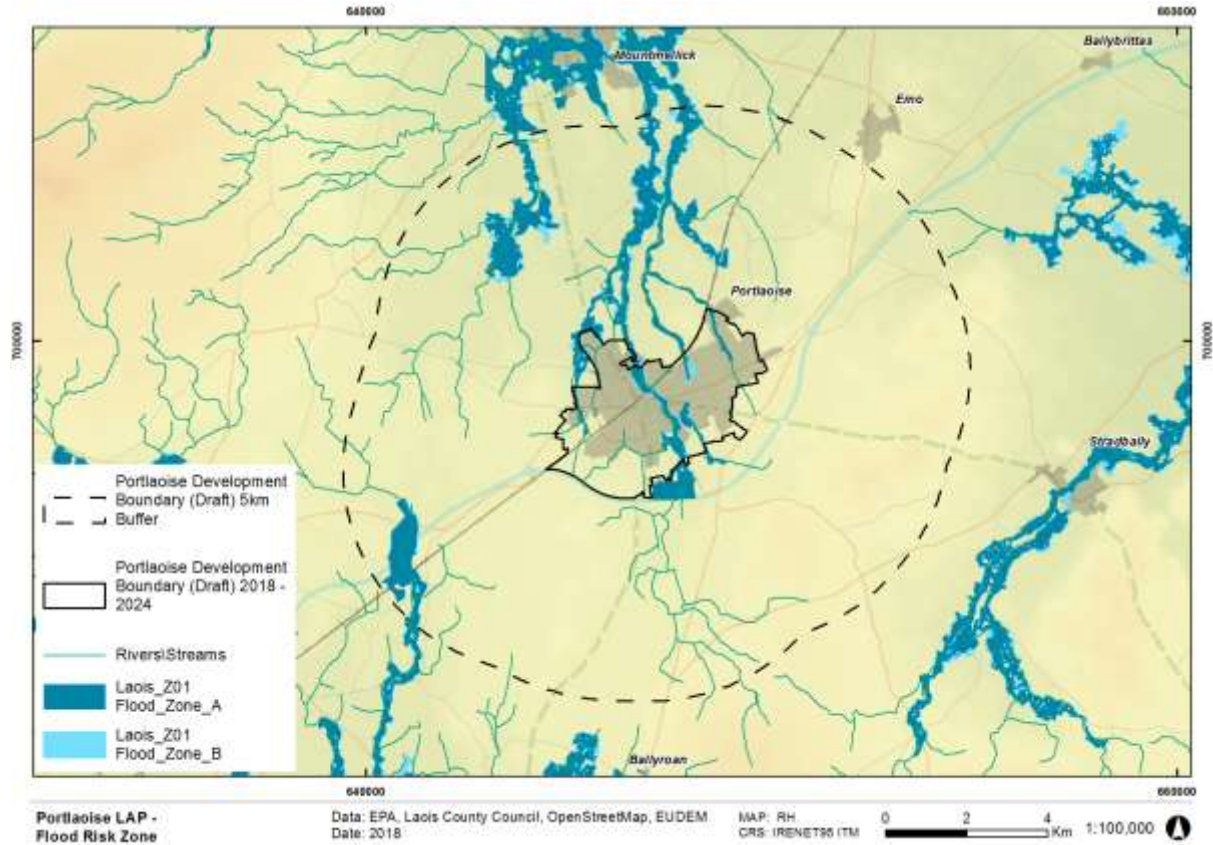 640000
660000
Mountmellick
Ballybrittas
Emo
Portlaoise
700000
700000
Stradbally
Ballyroan
Portlaoise Development
Boundary (Draft) 5km
Buffer
Portlaoise Development
Boundary (Draft) 2018 -
2024
Rivers\Streams
Laois_Z01
Flood_Zone_A
Laois_Z01
Flood_Zone_B
640000
660000
Portlaoise LAP -
Flood Risk Zone
Data: EPA, Laois County Council, OpenStreetMap, EUDEM
Date: 2018
MAP: RH
CRS: IRENET95 ITM
0 2 4
Km
1:100,000